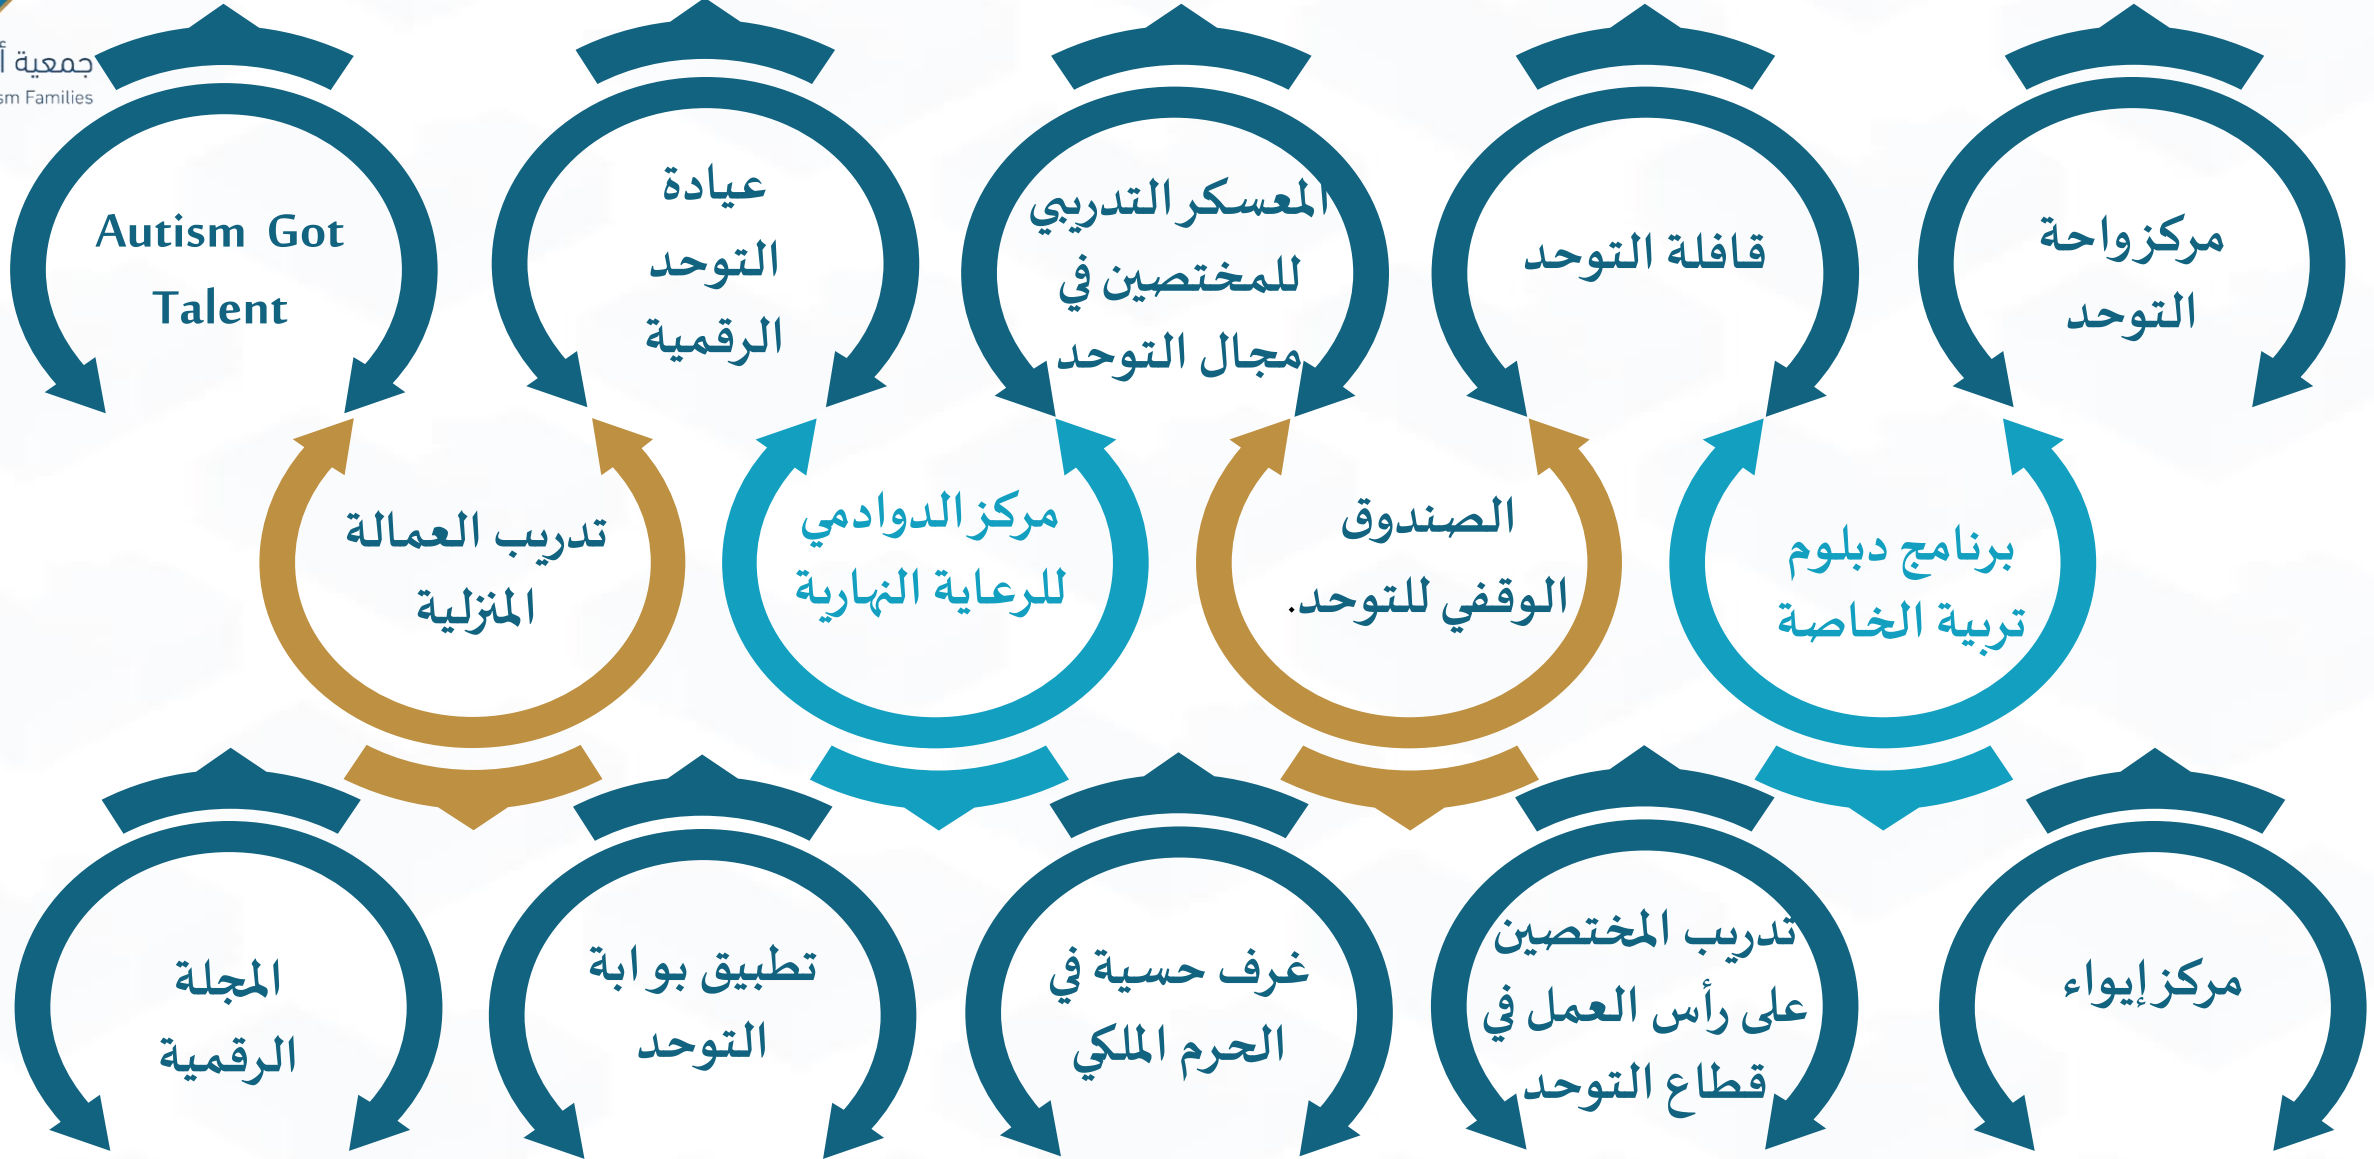 جمعية أ
sm Families
مركز واحة
التوحد
قافلة التوحد
المعسكر التدريبي
للمختصين في
مجال التوحد
عيادة
التوحد
الرقمية
Autism Got
Talent
برنامج دبلوم
تربية الخاصة
الصندوق
الوقفي للتوحد.
مركز الدوادمي
للرعاية النهارية
تدريب العمالة
المنزلية
مركز إيواء
تدريب المختصين
على رأس العمل في
قطاع التوحد
غرف حسية في
الحرم الملكي
تطبيق بوابة
التوحد
المجلة
الرقمية